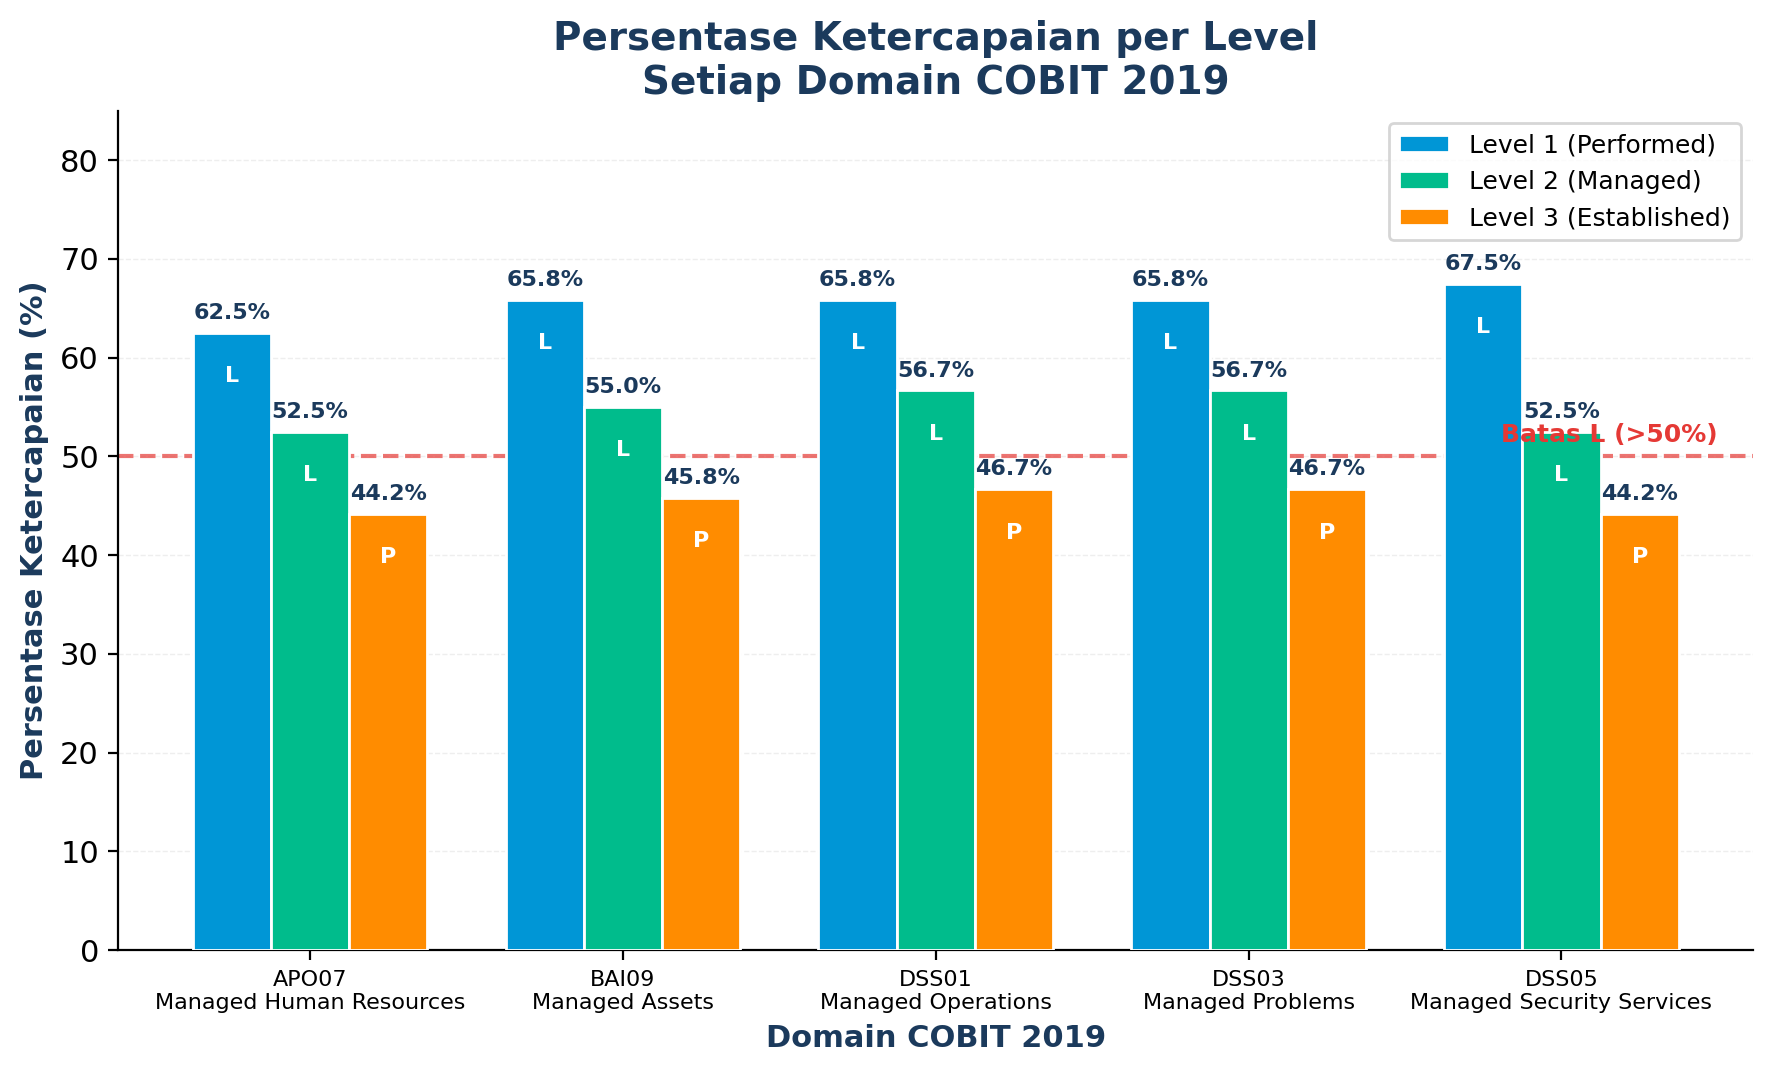 Persentase Ketercapaian per Level
Setiap Domain COBIT 2019
Persentase Ketercapaian (%)
80
70
60
50
40
30
20
10
0
Level 1 (Performed)
Level 2 (Managed)
Level 3 (Established)
62.5%
L
52.5%
L
44.2%
P
65.8%
L
55.0%
L
45.8%
P
65.8%
L
56.7%
L
46.7%
P
65.8%
L
56.7%
L
46.7%
P
67.5%
L
52.5%
Batas L (>50%)
L
44.2%
P
APO07
Managed Human Resources
BAI09
Managed Assets
DSS01
Managed Operations
DSS03
Managed Problems
DSS05
Managed Security Services
Domain COBIT 2019